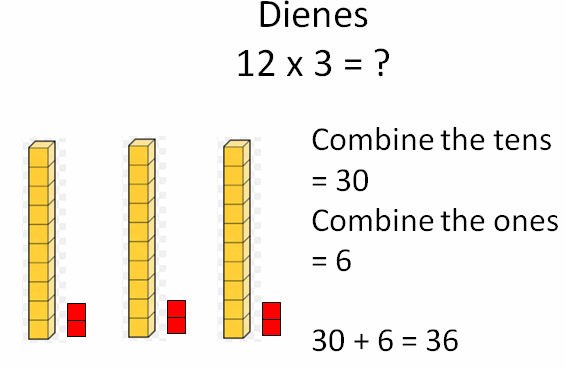 Dienes
12 x 3 = ?
Combine the tens
= 30
Combine the ones
= 6
30 + 6 = 36